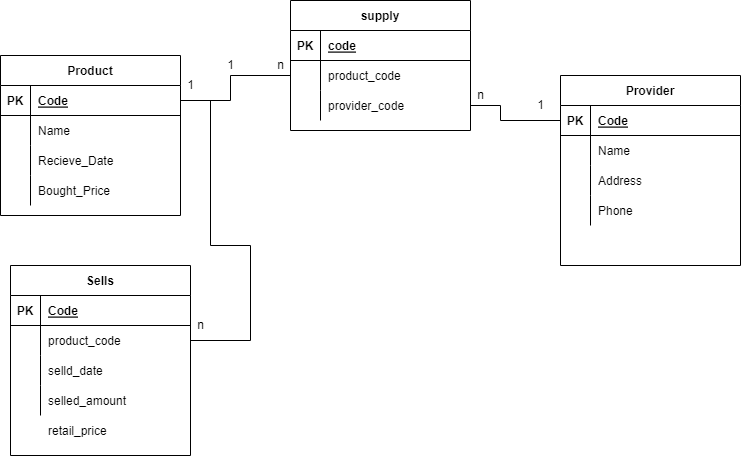 supply
PK code
product_code
provider_code
Product
PK Code
Name
Recieve_Date
Bought_Price
1
1
n
n
1
Provider
PK Code
Name
Address
Phone
Sells
PK Code
product_code
selld_date
selled_amount
retail_price
n